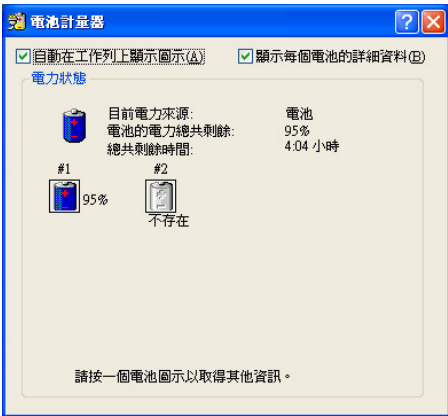 電池計量器
自動在工作列上顯示圖示(A) 顯示每個電池的詳細資料(E)
電力狀態
目前電力來源: 電池
電池的電力總共剩餘: 95%
總共剩餘時間: 4:04 小時
#1 #2
95%
不存在
請按一個電池圖示以取得其他資訊。